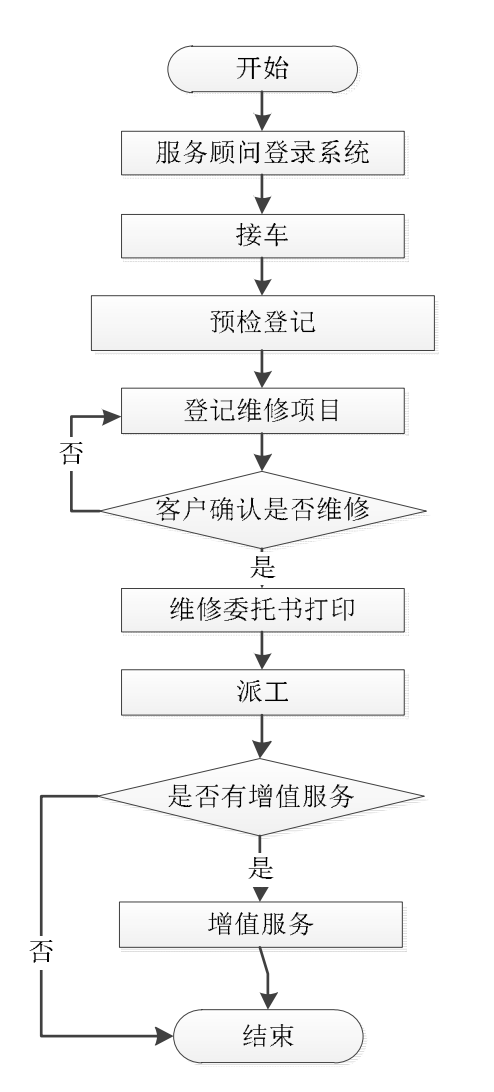 开始
服务顾问登录系统
接车
预检登记
登记维修项目
否
客户确认是否维修
是
维修委托书打印
派工
是否有增值服务
是
增值服务
否
结束